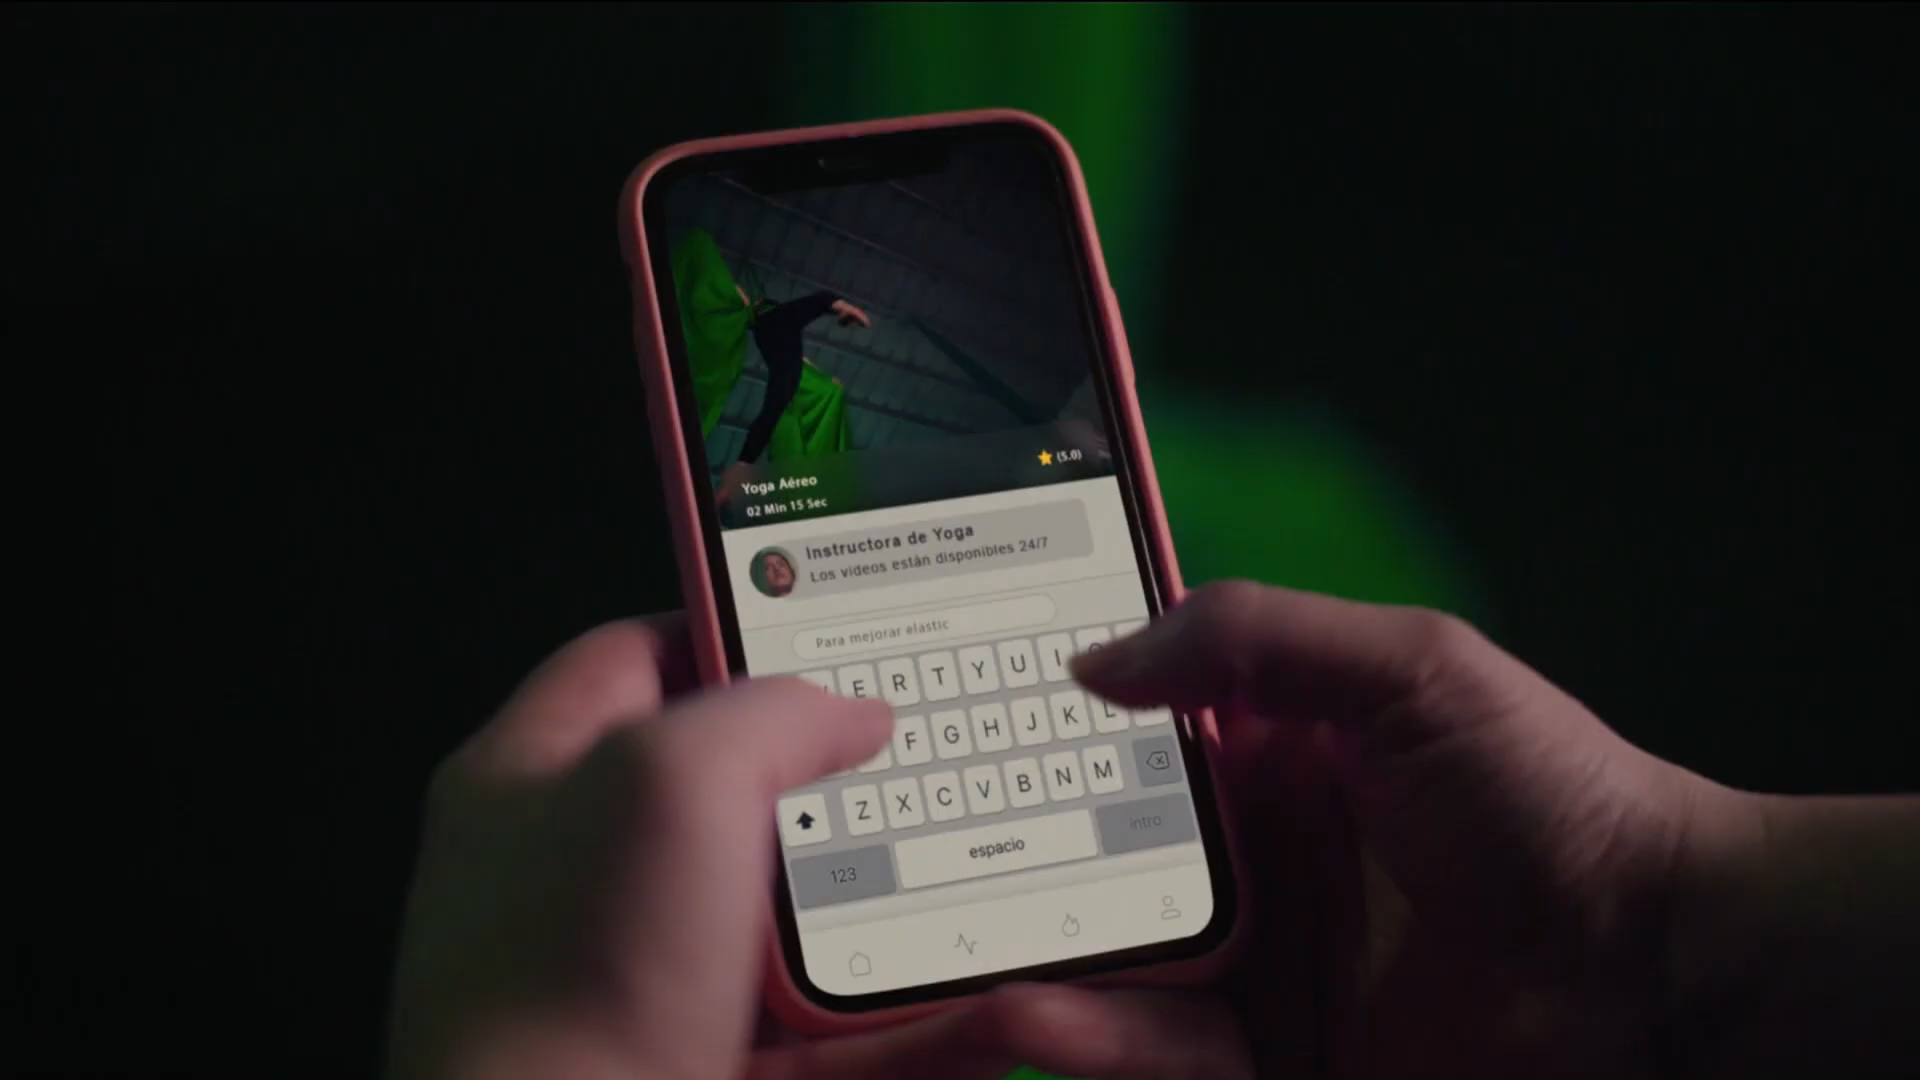 Yoga Aéreo
(5.0)
02 Min 15 Sec
Instructora de Yoga
Los videos están disponibles 24/7
Para mejorar elastic
E R T Y U I
F G H J K L
Z X C V B N M
123 espacio intro